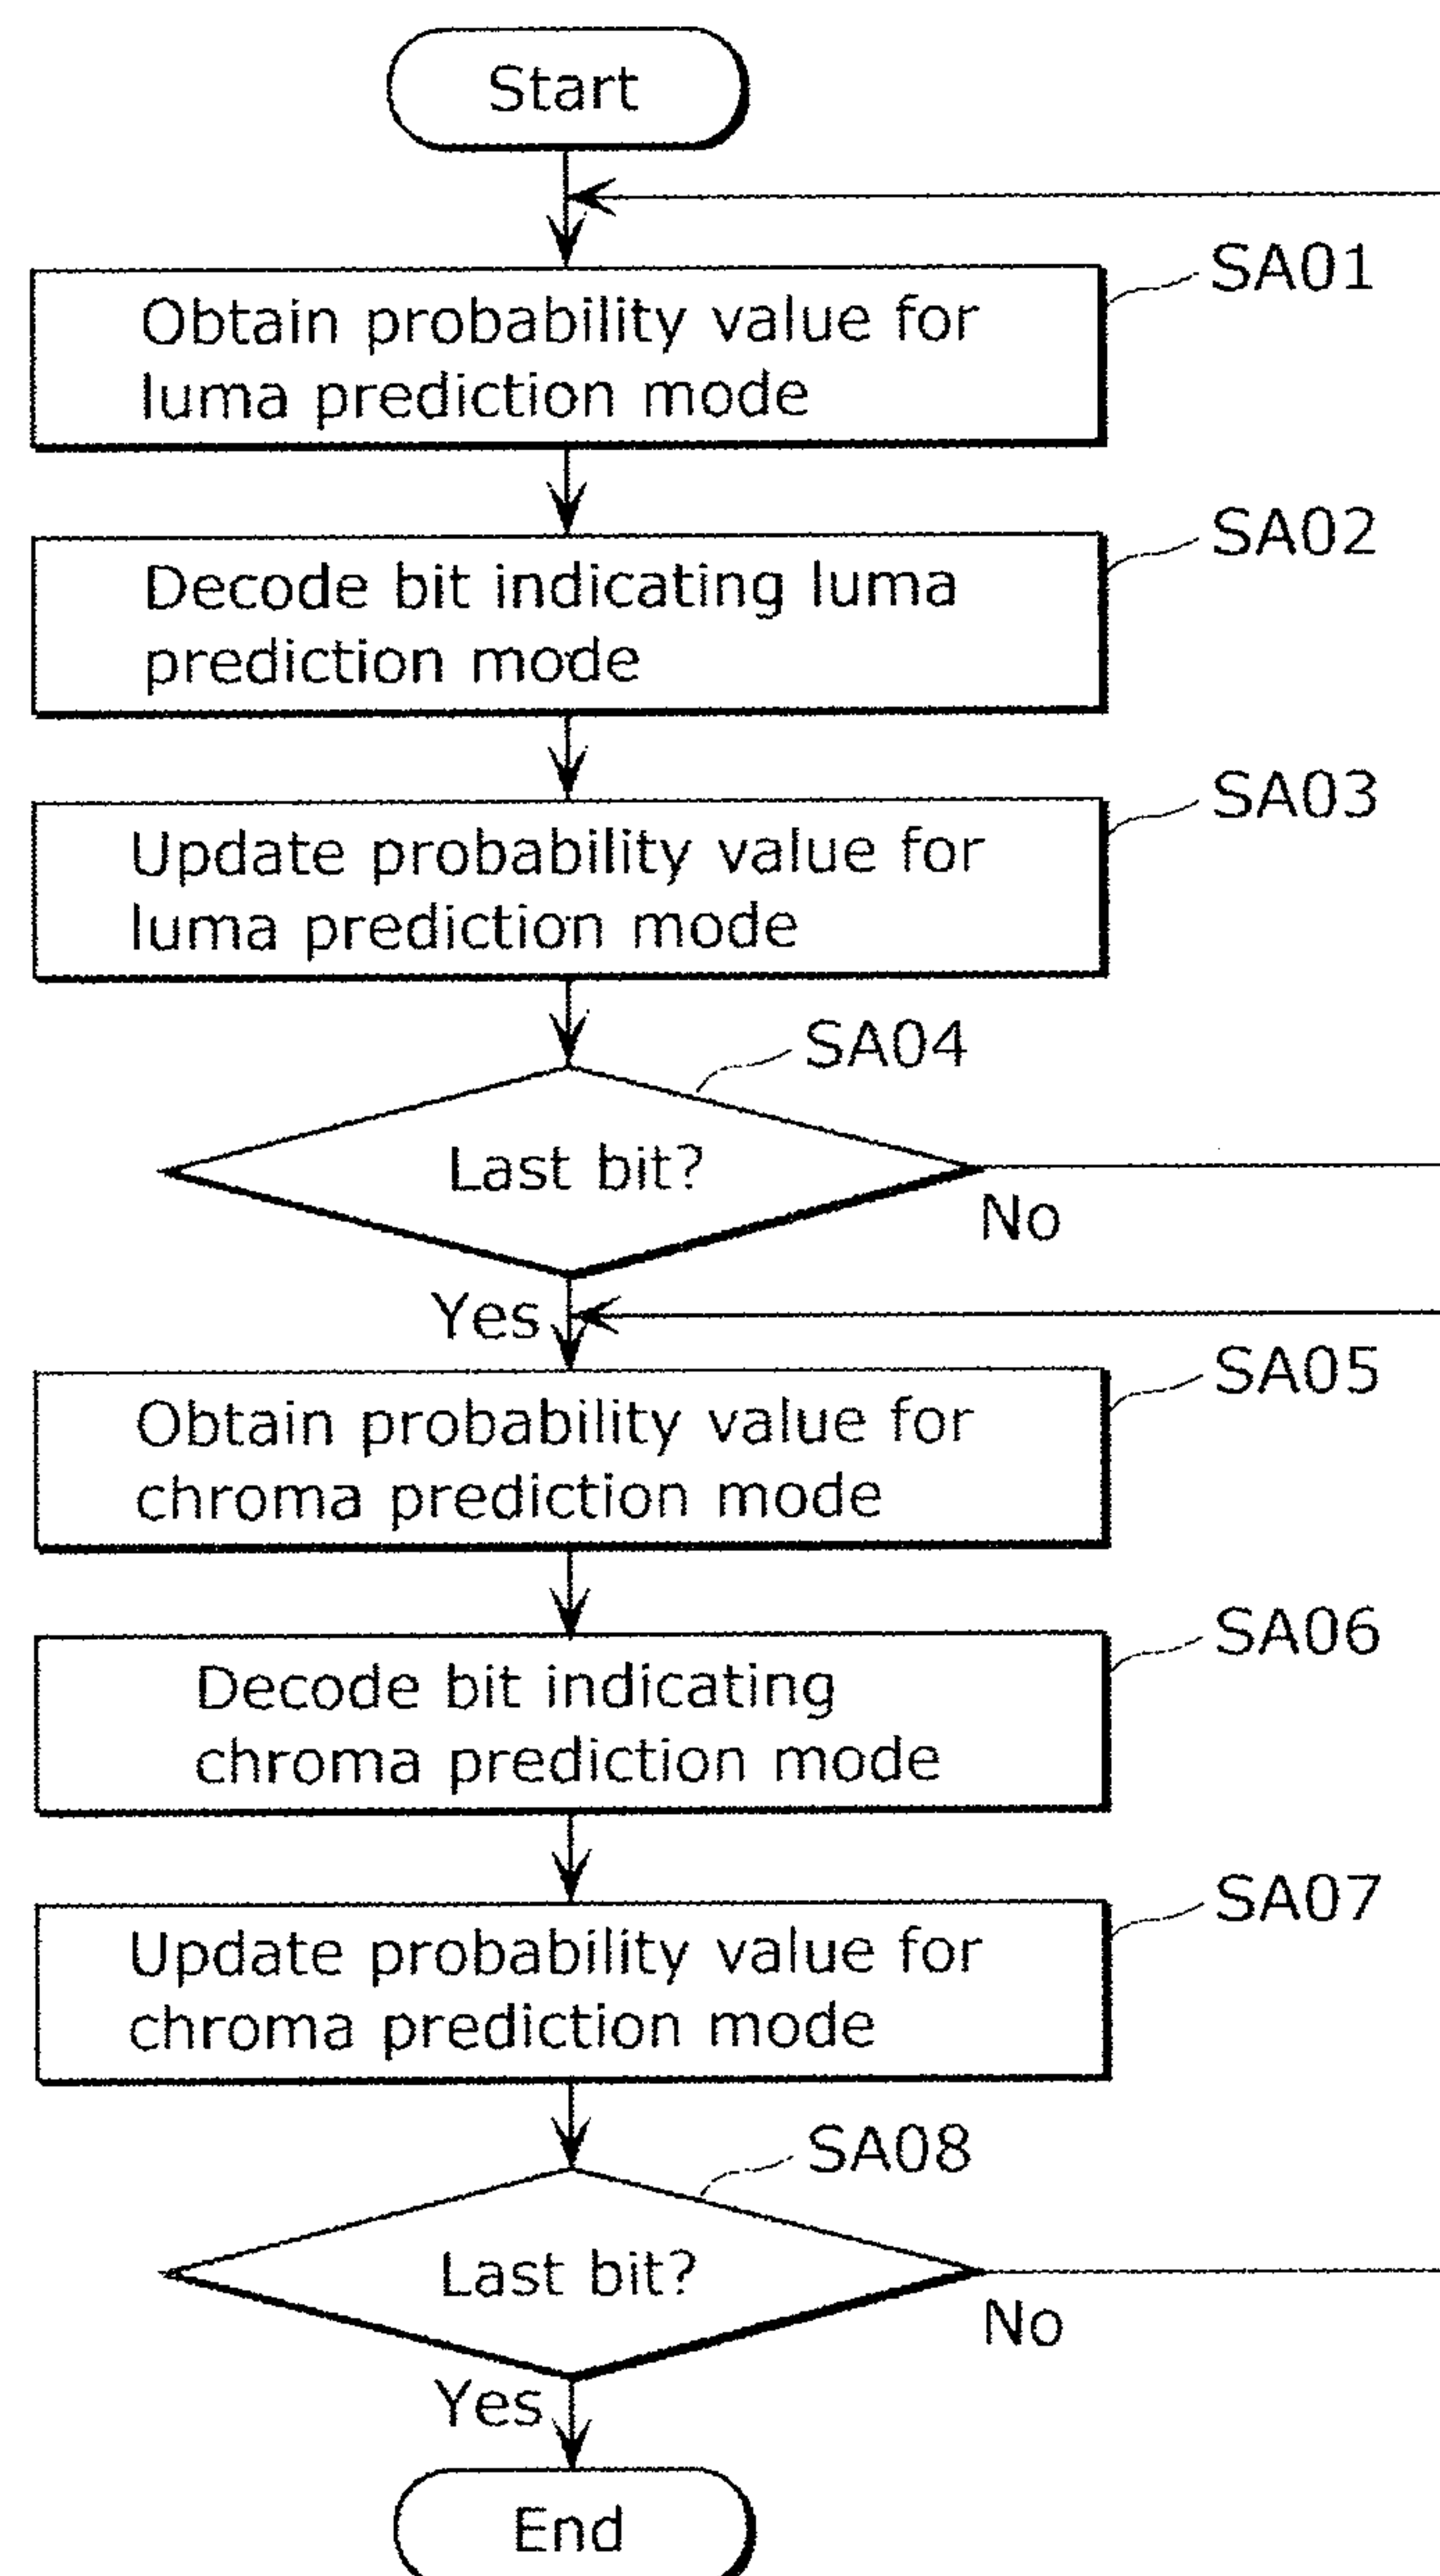 Start
SA01
Obtain probability value for
luma prediction mode
SA02
Decode bit indicating luma
prediction mode
SA03
Update probability value for
luma prediction mode
SA04
Last bit?
No
Yes
SA05
Obtain probability value for
chroma prediction mode
SA06
Decode bit indicating
chroma prediction mode
SA07
Update probability value for
chroma prediction mode
SA08
Last bit?
No
Yes
End